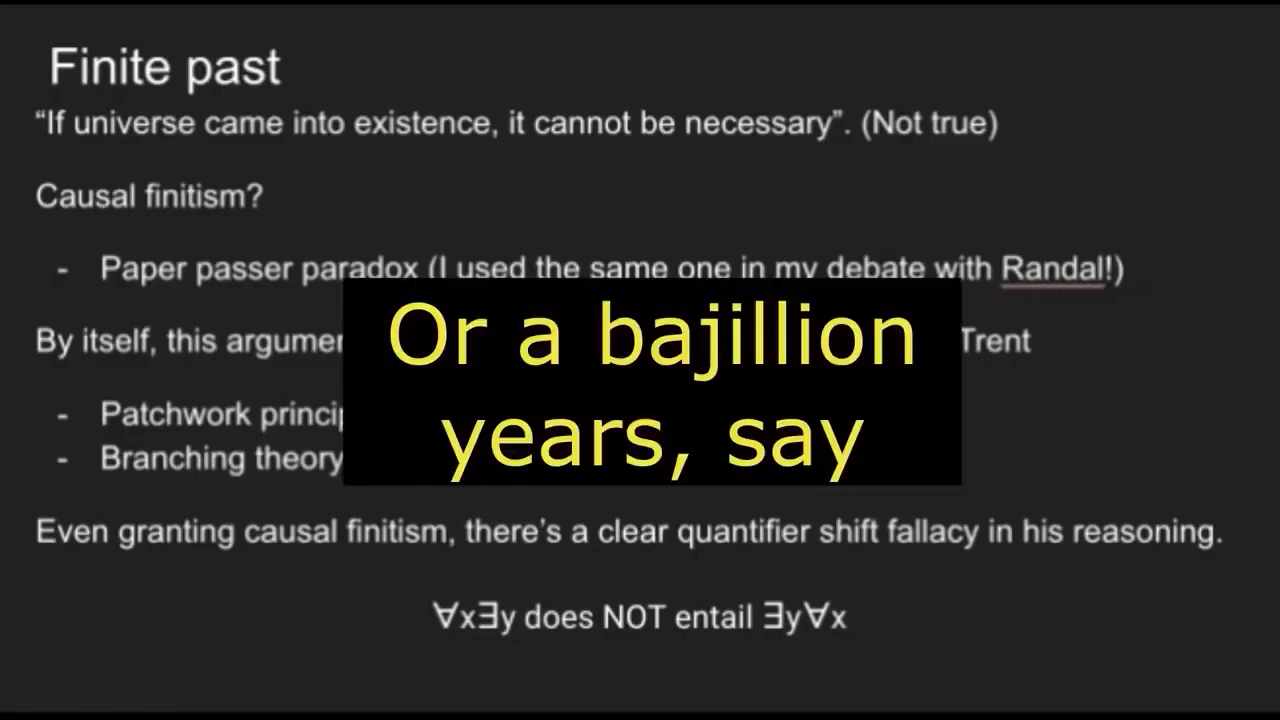 Finite past
“If universe came into existence, it cannot be necessary”. (Not true)
Causal finitism?
- Paper passer paradox (I used the same one in my debate with Randal!)
By itself, this Trent
- Patchwork
- Branching theory
Or a bajillion
years, say
Even granting causal finitism, there’s a clear quantifier shift fallacy in his reasoning.
∀x∃y does NOT entail ∃y∀x